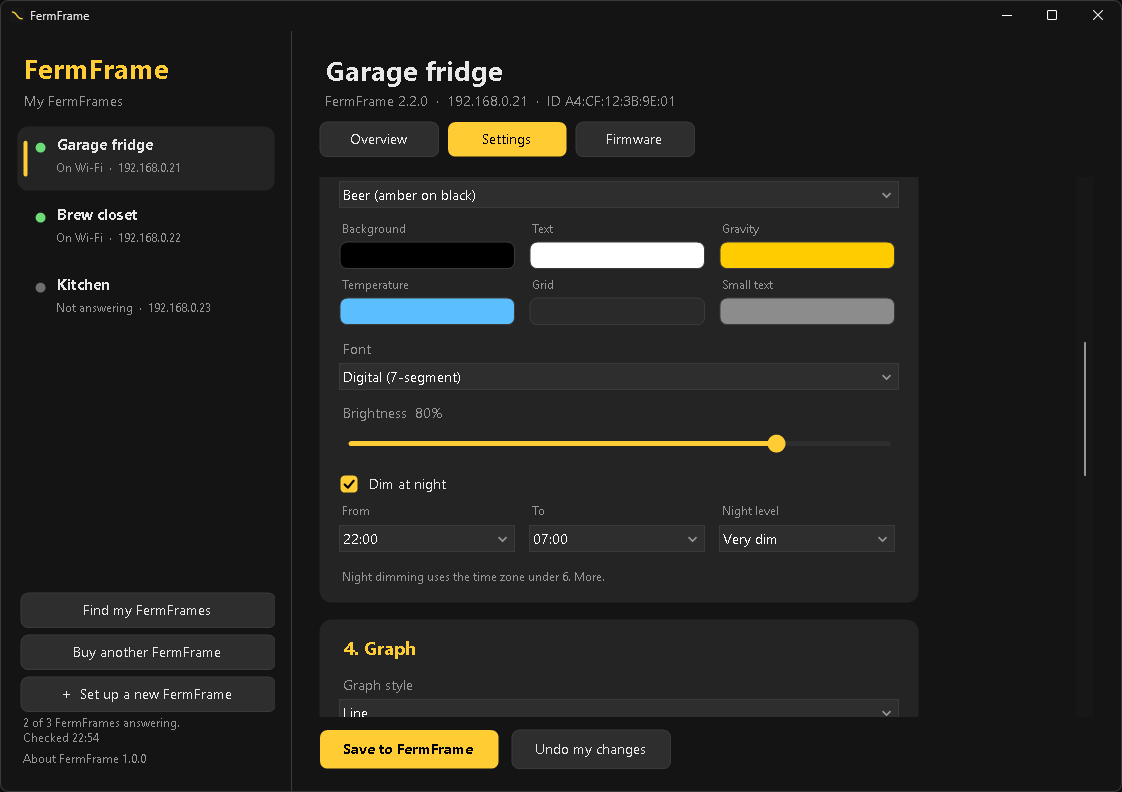 FermFrame
FermFrame
My FermFrames
Garage fridge
On Wi-Fi · 192.168.0.21
Brew closet
On Wi-Fi · 192.168.0.22
Kitchen
Not answering · 192.168.0.23
Find my FermFrames
Buy another FermFrame
+ Set up a new FermFrame
2 of 3 FermFrames answering.
Checked 22:54
About FermFrame 1.0.0
Garage fridge
FermFrame 2.2.0 · 192.168.0.21 · ID A4:CF:12:3B:9E:01
Overview Settings Firmware
Beer (amber on black)
Background Text Gravity
Temperature Grid Small text
Font
Digital (7-segment)
Brightness 80%
Dim at night
From To Night level
22:00 07:00 Very dim
Night dimming uses the time zone under 6. More.
4. Graph
Graph style
Line
Save to FermFrame Undo my changes